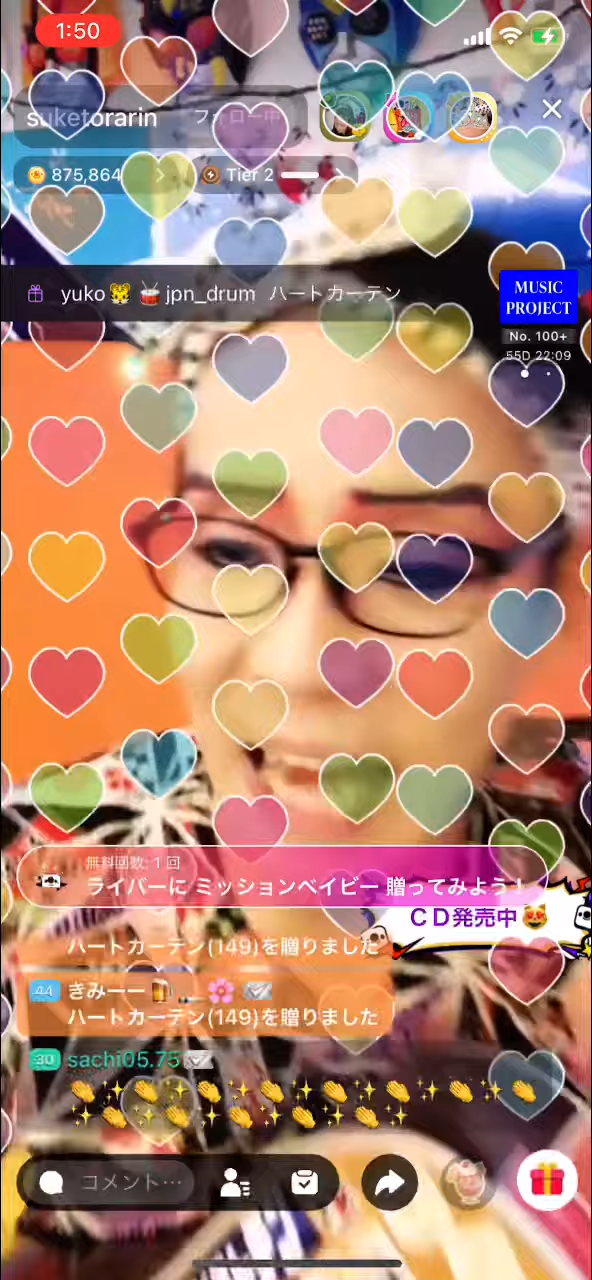 1:50
suketorarin フォロー中
875,864 Tier 2
yuko🐯🥁jpn_drum ハートカーテン
MUSIC
PROJECT
No. 100+
55D 22:09
無料回数: 1 回
ライバーに ミッションベイビー 贈ってみよう！
ＣＤ発売中😻
ハートカーテン(149)を贈りました
44 きみーー🍺🚬🌸
ハートカーテン(149)を贈りました
30 sachi05.75
👏✨👏✨👏✨👏✨👏✨👏✨👏✨👏
✨👏✨👏✨👏✨👏✨👏✨👏✨
コメント…